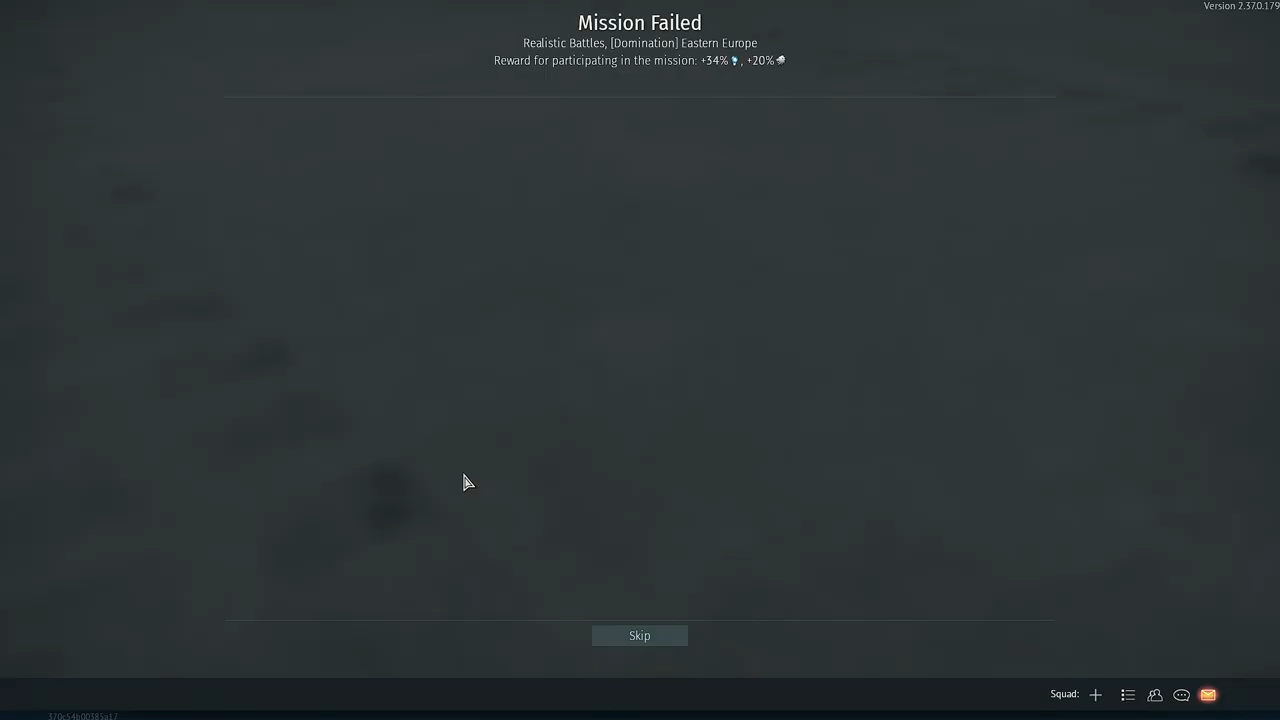 Version 2.37.0.179
Mission Failed
Realistic Battles, [Domination] Eastern Europe
Reward for participating in the mission: +34%, +20%
Skip
Squad:
370c54b00385a17